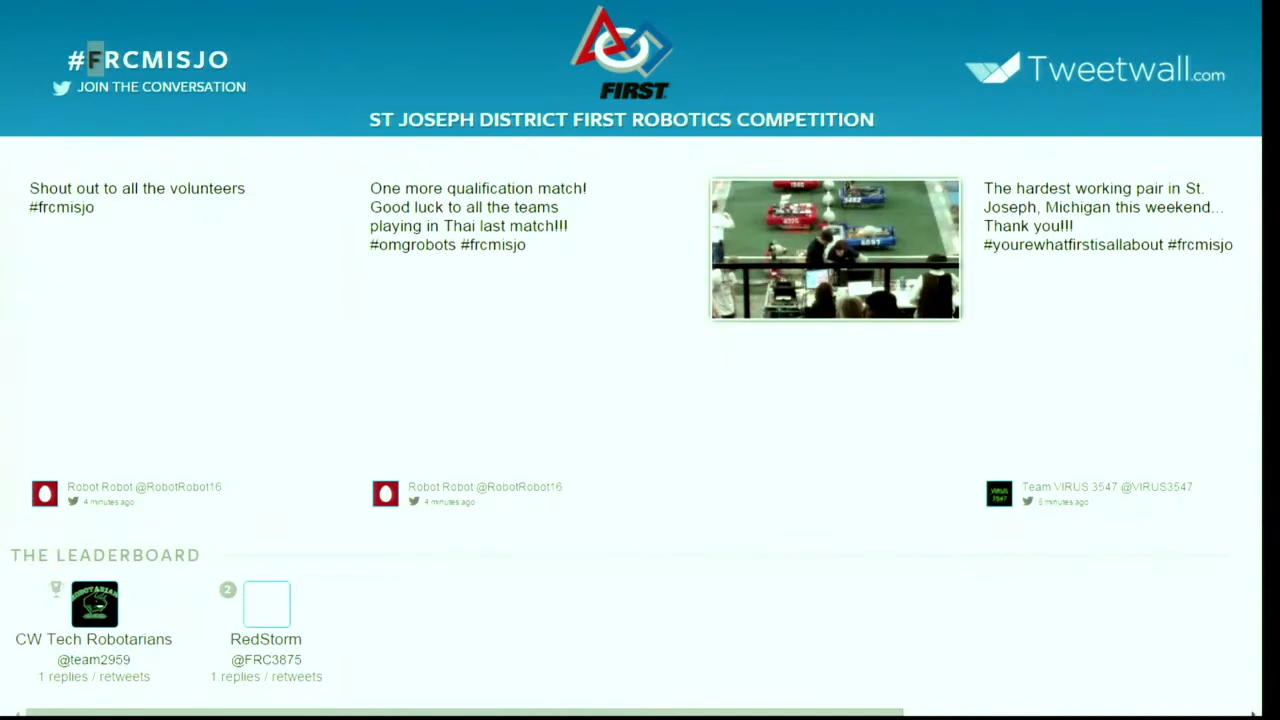 #FRCMISJO
JOIN THE CONVERSATION
FIRST
Tweetwall.com
ST JOSEPH DISTRICT FIRST ROBOTICS COMPETITION
Shout out to all the volunteers
#frcmisjo
One more qualification match!
Good luck to all the teams
playing in Thai last match!!!
#omgrobots #frcmisjo
The hardest working pair in St.
Joseph, Michigan this weekend...
Thank you!!!
#yourewhatfirstisallabout #frcmisjo
Robot Robot @RobotRobot16
4 minutes ago
Robot Robot @RobotRobot16
4 minutes ago
VIRUS
3547
Team VIRUS 3547 @VIRUS3547
THE LEADERBOARD
CW Tech Robotarians
@team2959
1 replies / retweets
2
RedStorm
@FRC3875
1 replies / retweets